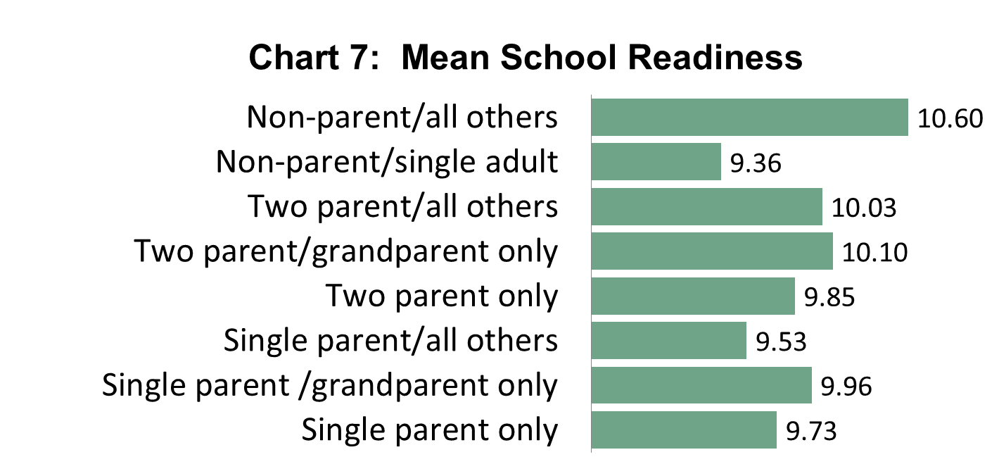 Chart 7:  Mean School Readiness
Non-parent/all others 10.60
Non-parent/single adult 9.36
Two parent/all others 10.03
Two parent/grandparent only 10.10
Two parent only 9.85
Single parent/all others 9.53
Single parent /grandparent only 9.96
Single parent only 9.73